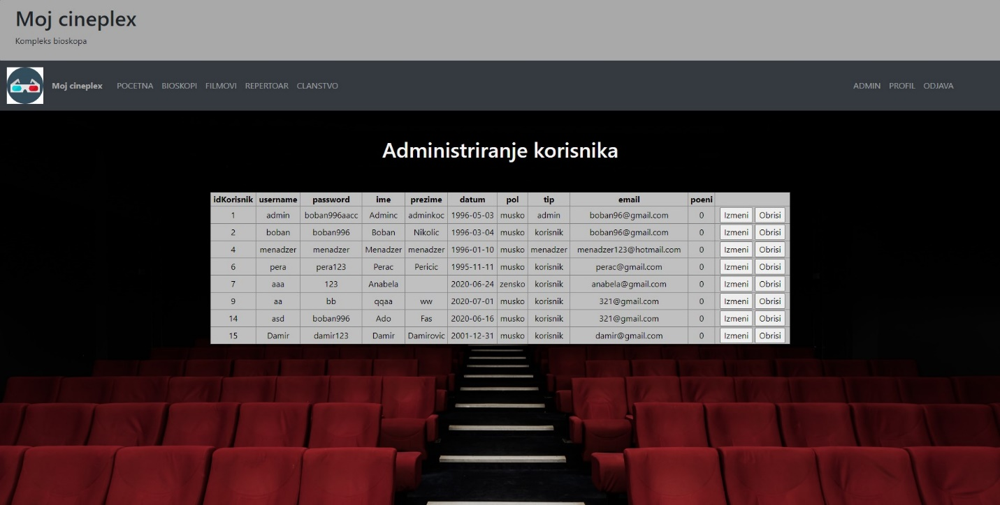 Moj cineplex
Kompleks bioskopa
Moj cineplex POCETNA BIOSKOPI FILMOVI REPERTOAR CLANSTVO ADMIN PROFIL ODJAVA
Administriranje korisnika
idKorisnik username password ime prezime datum pol tip email poeni
1 admin boban996aacc Adminc adminkoc 1996-05-03 musko admin boban96@gmail.com 0 Izmeni Obrisi
2 boban boban996 Boban Nikolic 1996-03-04 musko korisnik boban96@gmail.com 0 Izmeni Obrisi
4 menadzer menadzer Menadzer menadzer 1996-01-10 musko menadzer menadzer123@hotmail.com 0 Izmeni Obrisi
6 pera pera123 Perac Pericic 1995-11-11 musko korisnik perac@gmail.com 0 Izmeni Obrisi
7 aaa 123 Anabela 2020-06-24 zensko korisnik anabela@gmail.com 0 Izmeni Obrisi
9 aa bb qqaa ww 2020-07-01 musko korisnik 321@gmail.com 0 Izmeni Obrisi
14 asd boban996 Ado Fas 2020-06-16 musko korisnik 321@gmail.com 0 Izmeni Obrisi
15 Damir damir123 Damir Damirovic 2001-12-31 musko korisnik damir@gmail.com 0 Izmeni Obrisi